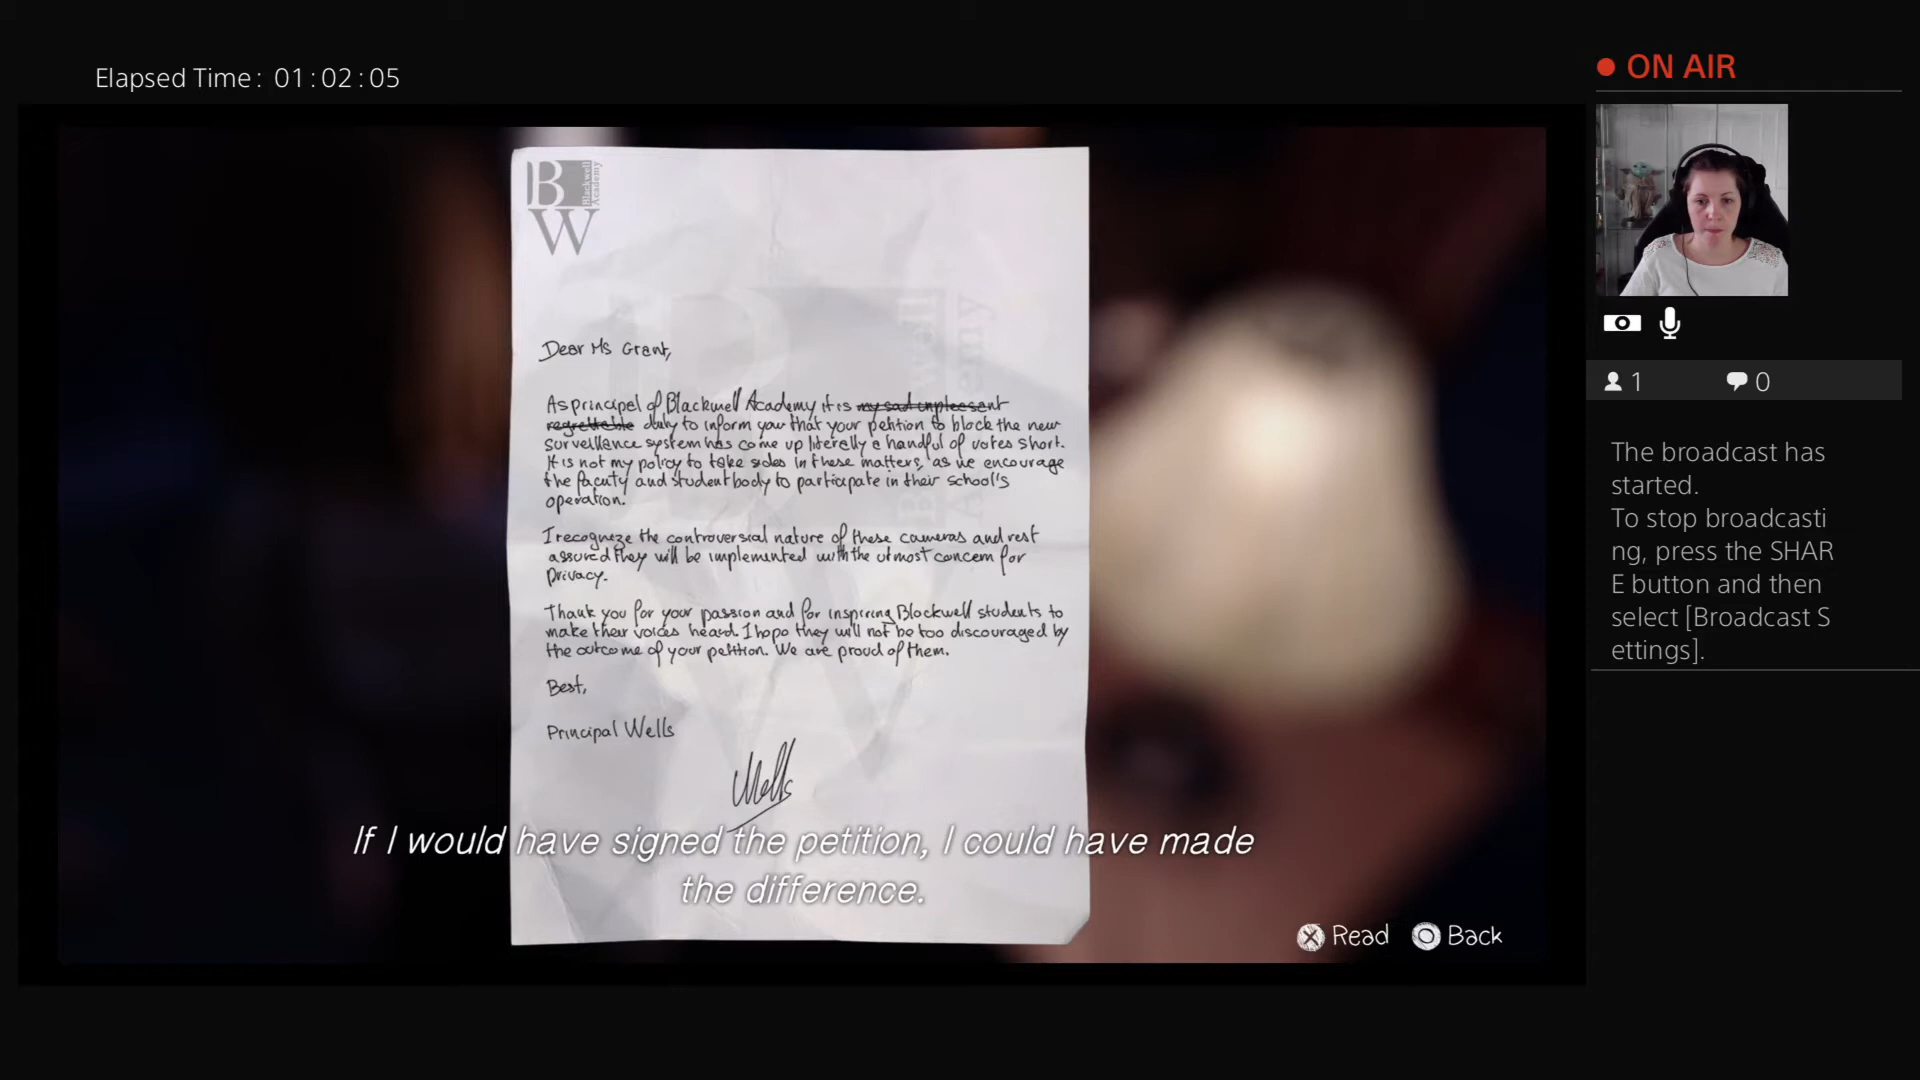 Elapsed Time: 01:02:05
ON AIR
B
Blackwell
Academy
W
Dear Ms Grant,
As principal of Blackwell Academy it is my sad unpleasant
regrettable duty to inform you that your petition to block the new
surveillance system has come up literally a handful of votes short.
It is not my policy to take sides in these matters, as we encourage
the facuty and student body to participate in their school's
operation.
I recognize the controversial nature of these cameras and rest
assured they will be implemented with the utmost concern for
privacy.
Thank you for your passion and for inspiring Blackwell students to
make their voices heard. I hope they will not be too discouraged by
the outcome of your petition. We are proud of them.
Best,
Principal Wells
Wells
If I would have signed the petition, I could have made
the difference.
Read
Back
1
0
The broadcast has
started.
To stop broadcasti
ng, press the SHAR
E button and then
select [Broadcast S
ettings].